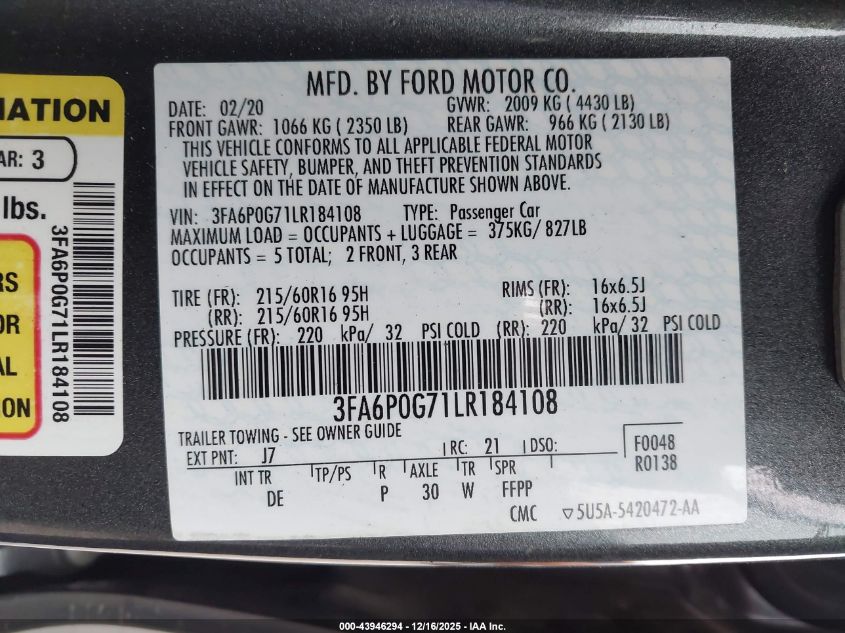 MATION
AR: 3
lbs.
RS
OR
AL
ON
3FA6P0G71LR184108
MFD. BY FORD MOTOR CO.
DATE: 02/20 GVWR: 2009 KG ( 4430 LB)
FRONT GAWR: 1066 KG ( 2350 LB) REAR GAWR: 966 KG ( 2130 LB)
THIS VEHICLE CONFORMS TO ALL APPLICABLE FEDERAL MOTOR
VEHICLE SAFETY, BUMPER, AND THEFT PREVENTION STANDARDS
IN EFFECT ON THE DATE OF MANUFACTURE SHOWN ABOVE.
VIN: 3FA6P0G71LR184108 TYPE: Passenger Car
MAXIMUM LOAD = OCCUPANTS + LUGGAGE = 375KG/ 827LB
OCCUPANTS = 5 TOTAL; 2 FRONT, 3 REAR
TIRE (FR): 215/60R16 95H RIMS (FR): 16x6.5J
(RR): 215/60R16 95H (RR): 16x6.5J
PRESSURE (FR): 220 kPa/ 32 PSI COLD (RR): 220 kPa/ 32 PSI COLD
3FA6P0G71LR184108
TRAILER TOWING - SEE OWNER GUIDE
EXT PNT: J7 RC: 21 DSO: F0048
R0138
INT TR TP/PS R AXLE TR SPR
DE P 30 W FFPP
CMC ▽5U5A-5420472-AA
000-43946294 - 12/16/2025 - IAA Inc.